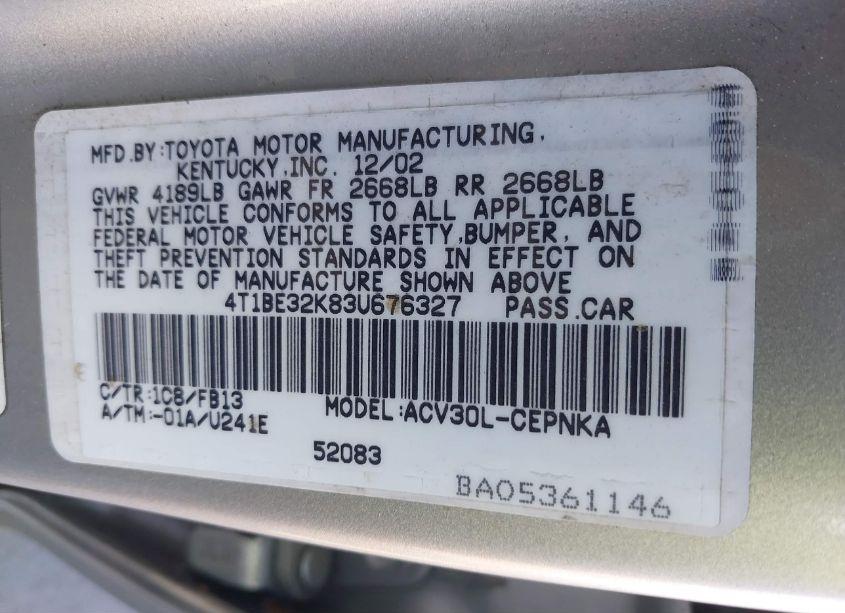 MFD.BY:TOYOTA MOTOR MANUFACTURING,
KENTUCKY,INC. 12/02
GVWR 4189LB GAWR FR 2668LB RR 2668LB
THIS VEHICLE CONFORMS TO ALL APPLICABLE
FEDERAL MOTOR VEHICLE SAFETY,BUMPER, AND
THEFT PREVENTION STANDARDS IN EFFECT ON
THE DATE OF MANUFACTURE SHOWN ABOVE
4T1BE32K83U676327 PASS.CAR
C/TR:1C8/FB13
MODEL:ACV30L-CEPNKA
A/TM:-01A/U241E
52083
BA05361146